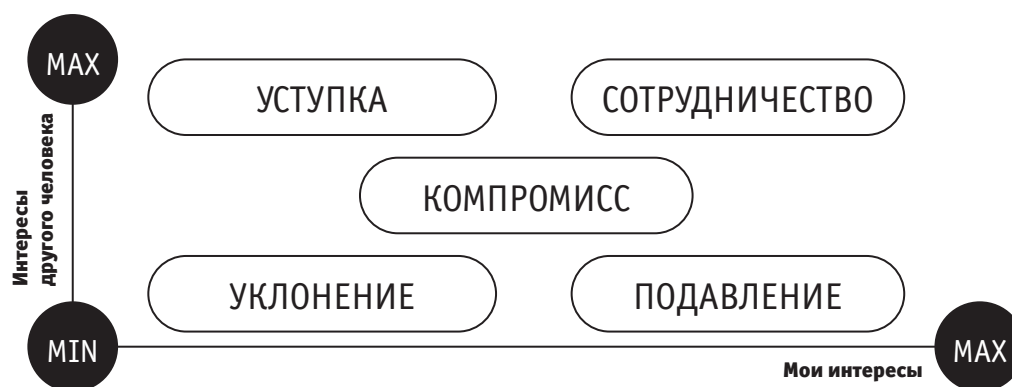 MAX
УСТУПКА
СОТРУДНИЧЕСТВО
Интересы
другого человека
КОМПРОМИСС
УКЛОНЕНИЕ
ПОДАВЛЕНИЕ
MIN
MAX
Мои интересы